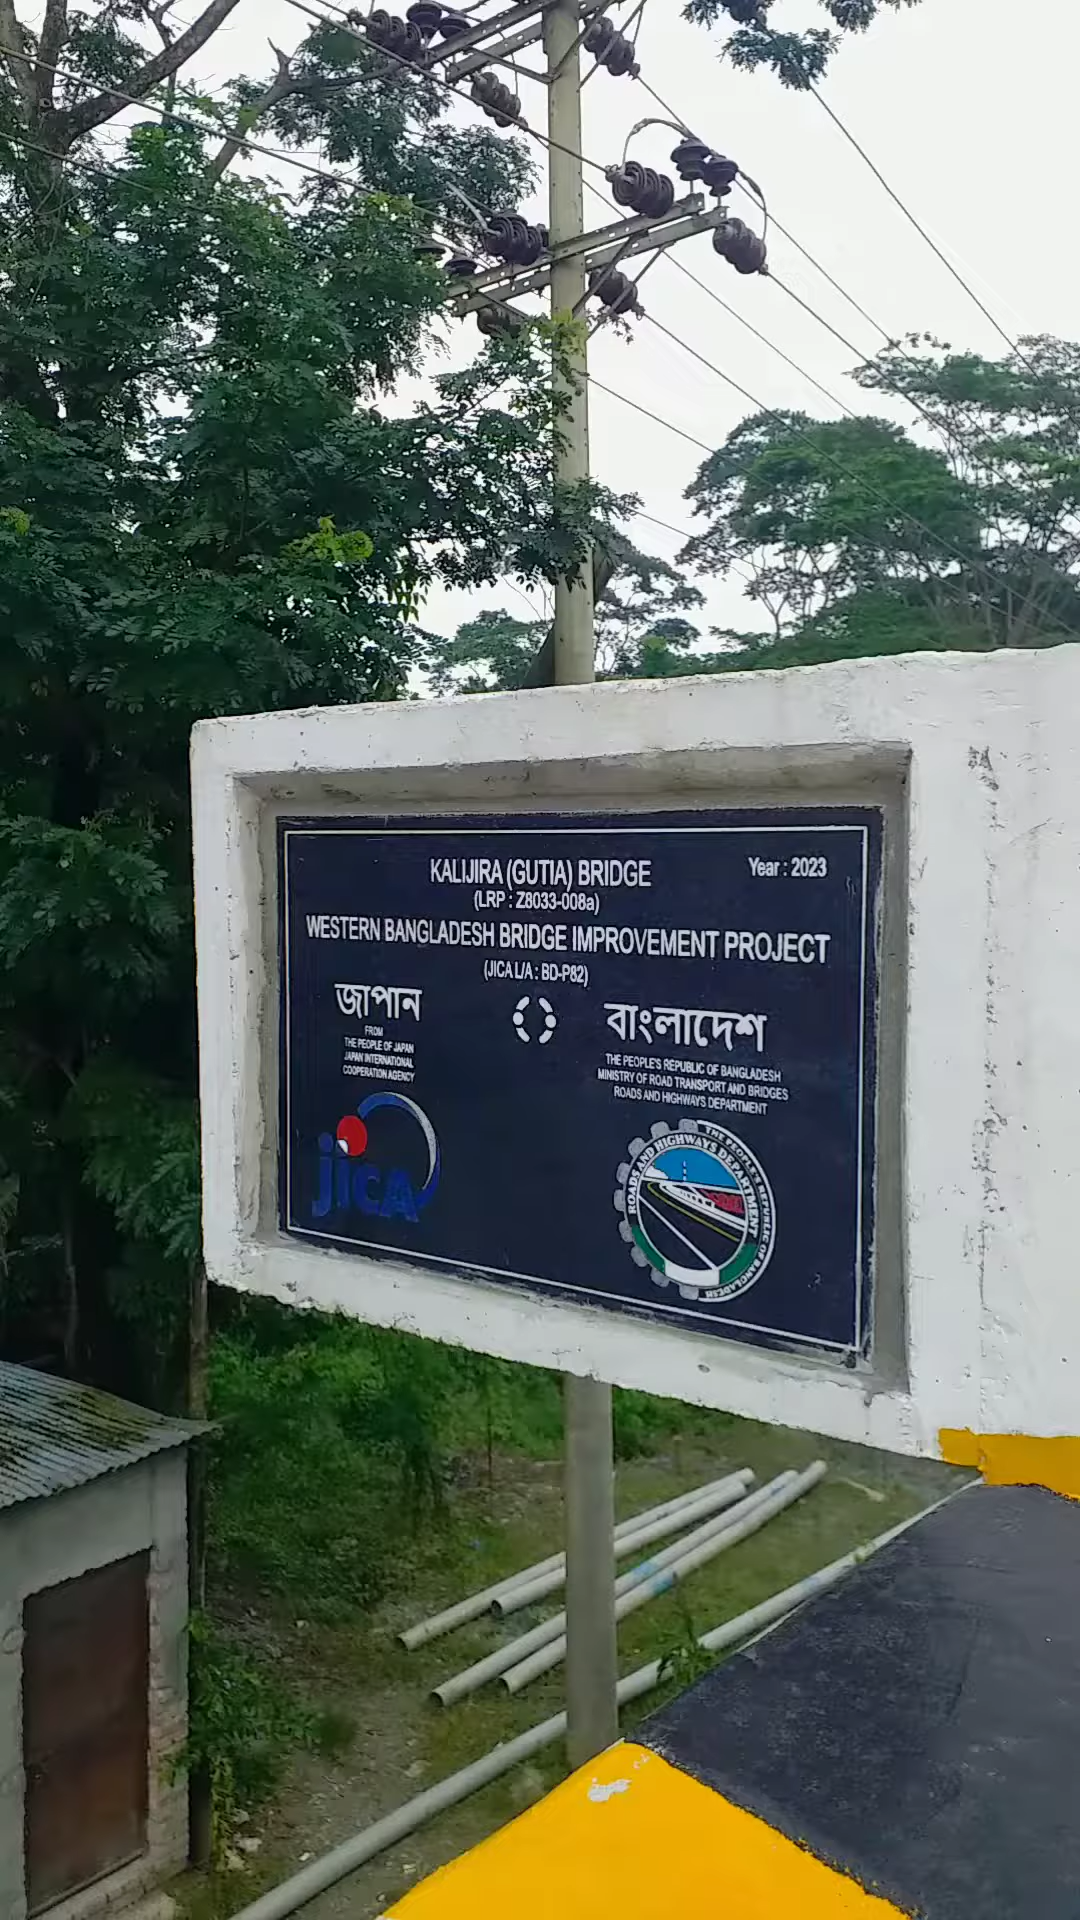 KALIJIRA (GUTIA) BRIDGE
Year : 2023
(LRP : Z8033-008a)
WESTERN BANGLADESH BRIDGE IMPROVEMENT PROJECT
(JICA L/A : BD-P82)
জাপান
FROM
THE PEOPLE OF JAPAN
JAPAN INTERNATIONAL
COOPERATION AGENCY
বাংলাদেশ
THE PEOPLE'S REPUBLIC OF BANGLADESH
MINISTRY OF ROAD TRANSPORT AND BRIDGES
ROADS AND HIGHWAYS DEPARTMENT
jica
ROADS AND HIGHWAYS DEPARTMENT
THE PEOPLE'S REPUBLIC OF BANGLADESH